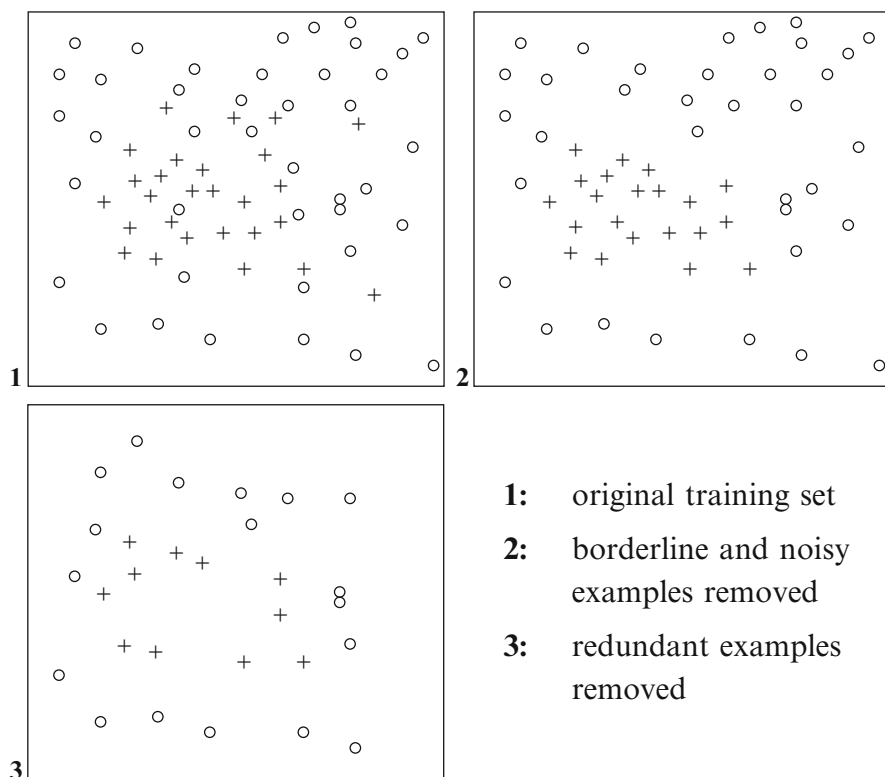 1
2
3
1: original training set
2: borderline and noisy
examples removed
3: redundant examples
removed